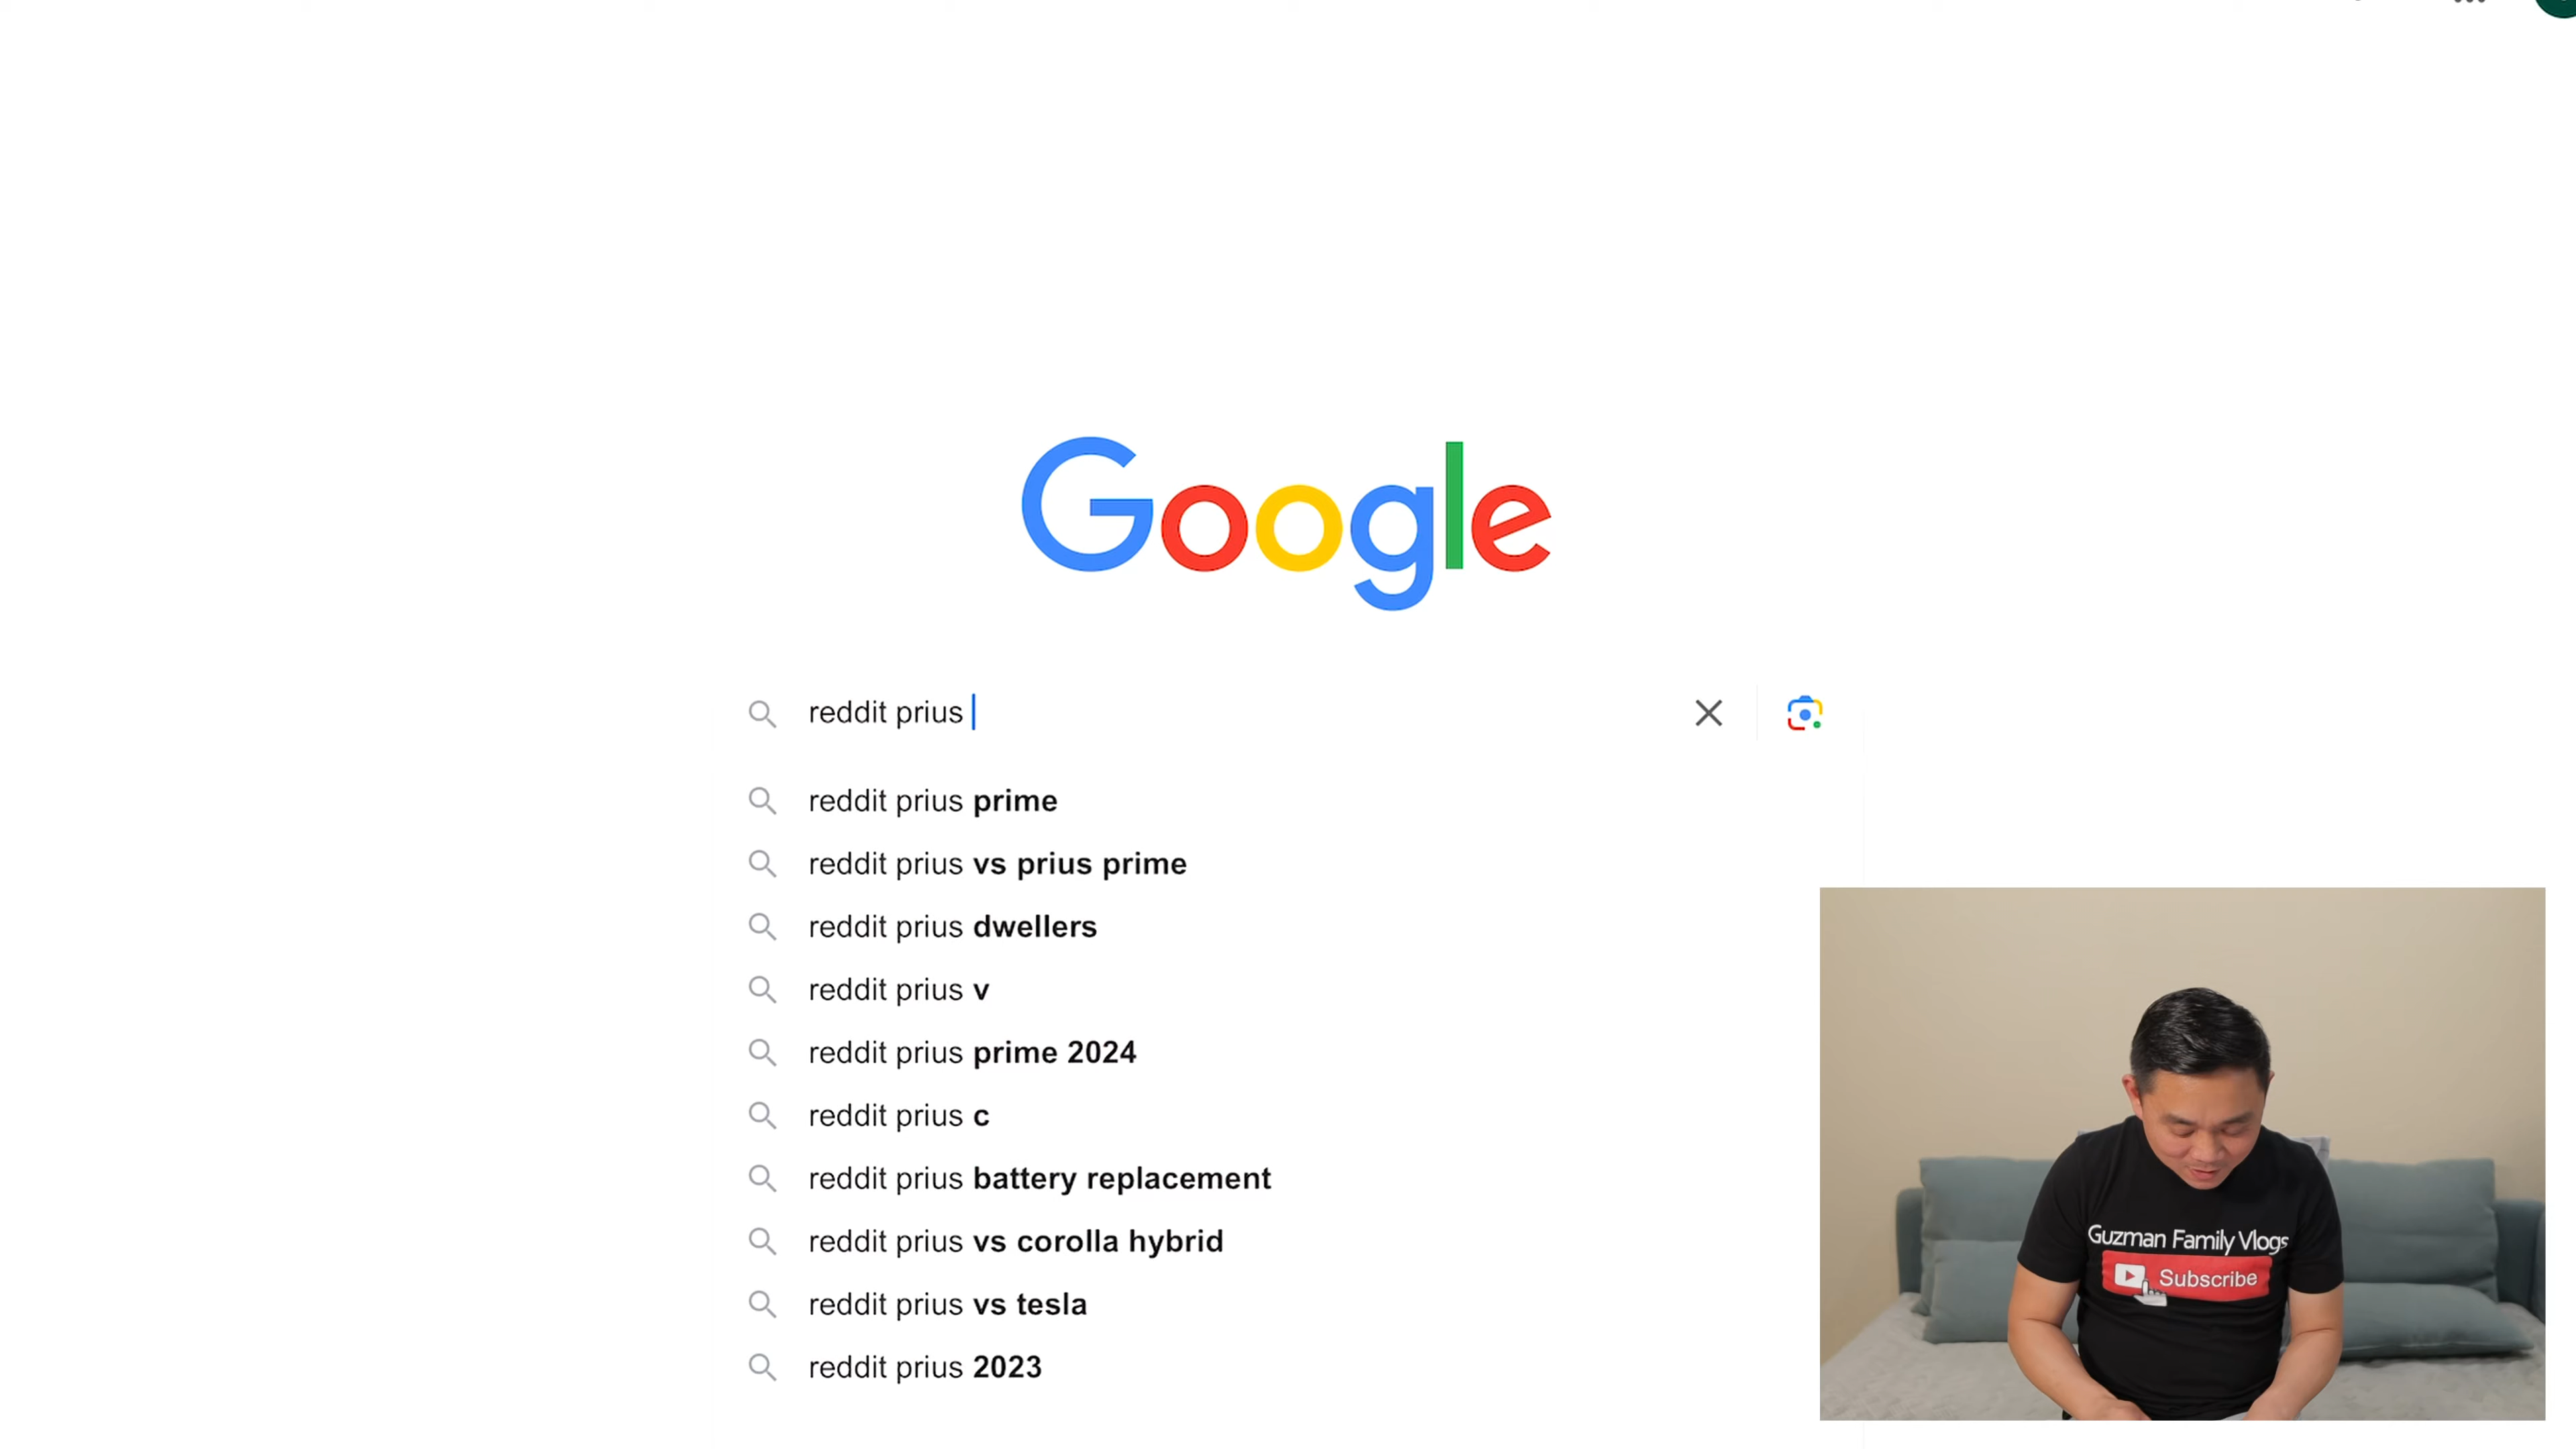 Google
reddit prius
reddit prius prime
reddit prius vs prius prime
reddit prius dwellers
reddit prius v
reddit prius prime 2024
reddit prius c
reddit prius battery replacement
reddit prius vs corolla hybrid
reddit prius vs tesla
reddit prius 2023
Guzman Family Vlogs
Subscribe